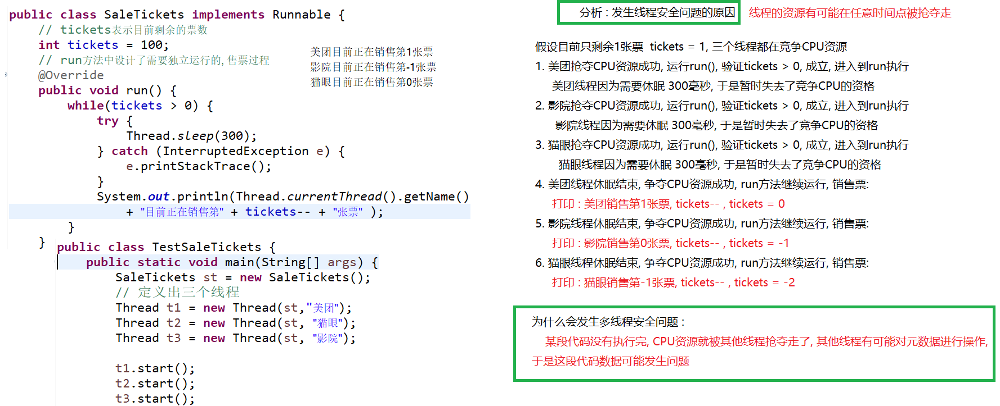 public class SaleTickets implements Runnable {
// tickets表示目前剩余的票数
int tickets = 100;
// run方法中设计了需要独立运行的,售票过程
@Override
public void run() {
while(tickets > 0) {
try {
Thread.sleep(300);
} catch (InterruptedException e) {
e.printStackTrace();
}
System.out.println(Thread.currentThread().getName()
+ "目前正在销售第" + tickets-- + "张票" );
}
}
美团目前正在销售第1张票
影院目前正在销售第-1张票
猫眼目前正在销售第0张票
public class TestSaleTickets {
public static void main(String[] args) {
SaleTickets st = new SaleTickets();
// 定义出三个线程
Thread t1 = new Thread(st,"美团");
Thread t2 = new Thread(st, "猫眼");
Thread t3 = new Thread(st, "影院");
t1.start();
t2.start();
t3.start();
分析 : 发生线程安全问题的原因 线程的资源有可能在任意时间点被抢夺走
假设目前只剩余1张票 tickets = 1, 三个线程都在竞争CPU资源
1. 美团抢夺CPU资源成功, 运行run(), 验证tickets > 0, 成立, 进入到run执行
美团线程因为需要休眠 300毫秒, 于是暂时失去了竞争CPU的资格
2. 影院抢夺CPU资源成功, 运行run(), 验证tickets > 0, 成立, 进入到run执行
影院线程因为需要休眠 300毫秒, 于是暂时失去了竞争CPU的资格
3. 猫眼抢夺CPU资源成功, 运行run(), 验证tickets > 0, 成立, 进入到run执行
猫眼线程因为需要休眠 300毫秒, 于是暂时失去了竞争CPU的资格
4. 美团线程休眠结束, 争夺CPU资源成功, run方法继续运行, 销售票:
打印 : 美团销售第1张票, tickets-- , tickets = 0
5. 影院线程休眠结束, 争夺CPU资源成功, run方法继续运行, 销售票:
打印 : 影院销售第0张票, tickets-- , tickets = -1
6. 猫眼线程休眠结束, 争夺CPU资源成功, run方法继续运行, 销售票:
打印 : 猫眼销售第-1张票, tickets-- , tickets = -2
为什么会发生多线程安全问题 :
某段代码没有执行完, CPU资源就被其他线程抢夺走了, 其他线程有可能对元数据进行操作,
于是这段代码数据可能发生问题